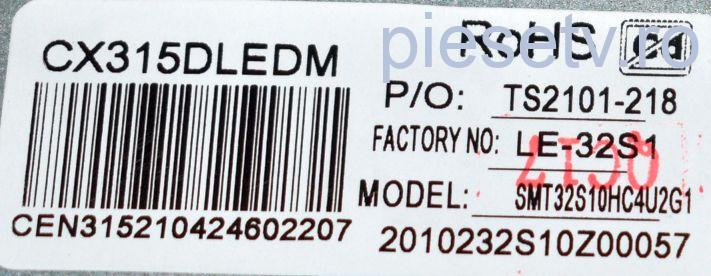 piesetv.ro
RoHS
CX315DLEDM
P/O: TS2101-218
FACTORY NO: LE-32S1
MODEL: SMT32S10HC4U2G1
CEN315210424602207
2010232S10Z00057